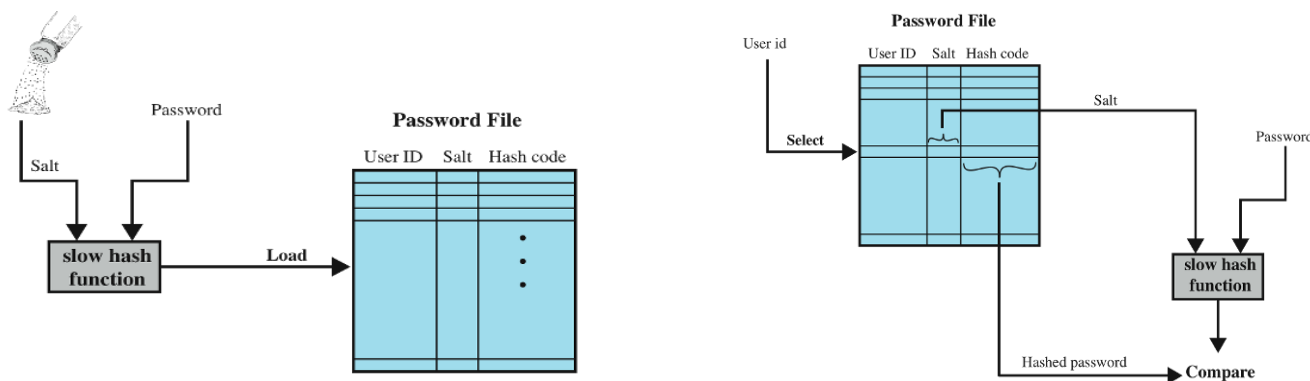 Password
Salt
slow hash
function
Load
Password File
User ID Salt Hash code
Password File
User id
User ID Salt Hash code
Select
Salt
Password
slow hash
function
Hashed password
Compare